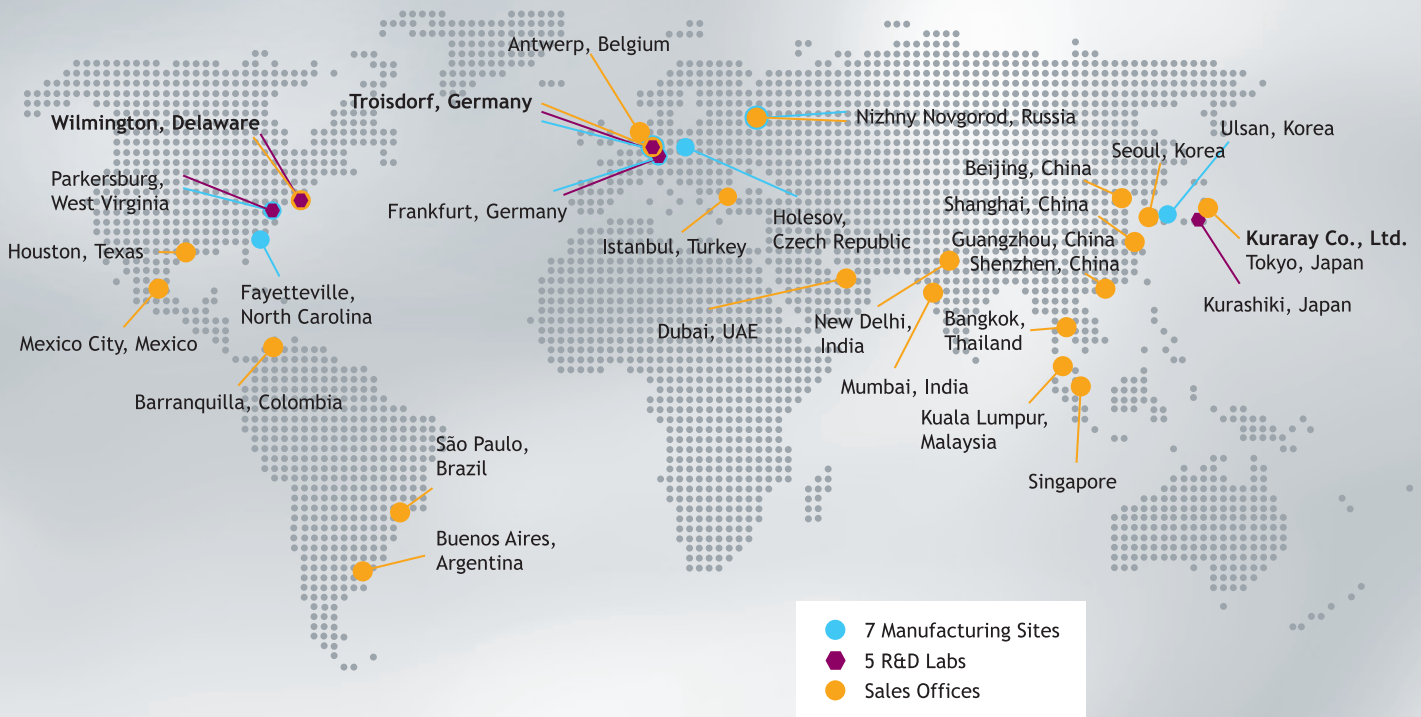 Antwerp, Belgium
Troisdorf, Germany
Wilmington, Delaware
Nizhny Novgorod, Russia
Ulsan, Korea
Seoul, Korea
Beijing, China
Parkersburg,
West Virginia
Shanghai, China
Frankfurt, Germany
Holesov,
Czech Republic
Istanbul, Turkey
Guangzhou, China
Shenzhen, China
Kuraray Co., Ltd.
Tokyo, Japan
Houston, Texas
Fayetteville,
North Carolina
Kurashiki, Japan
Dubai, UAE
New Delhi,
India
Bangkok,
Thailand
Mexico City, Mexico
Mumbai, India
Barranquilla, Colombia
Kuala Lumpur,
Malaysia
São Paulo,
Brazil
Singapore
Buenos Aires,
Argentina
7 Manufacturing Sites
5 R&D Labs
Sales Offices